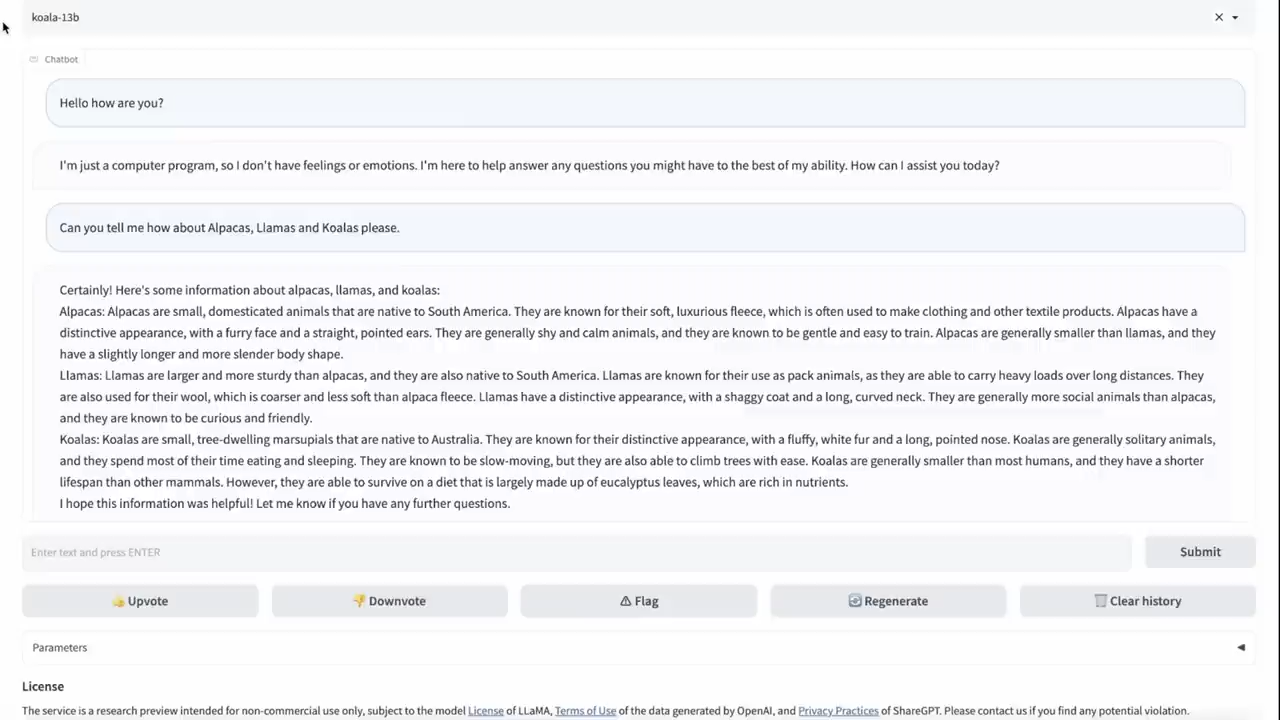 koala-13b
Chatbot
Hello how are you?
I'm just a computer program, so I don't have feelings or emotions. I'm here to help answer any questions you might have to the best of my ability. How can I assist you today?
Can you tell me how about Alpacas, Llamas and Koalas please.
Certainly! Here's some information about alpacas, llamas, and koalas:
Alpacas: Alpacas are small, domesticated animals that are native to South America. They are known for their soft, luxurious fleece, which is often used to make clothing and other textile products. Alpacas have a
distinctive appearance, with a furry face and a straight, pointed ears. They are generally shy and calm animals, and they are known to be gentle and easy to train. Alpacas are generally smaller than llamas, and they
have a slightly longer and more slender body shape.
Llamas: Llamas are larger and more sturdy than alpacas, and they are also native to South America. Llamas are known for their use as pack animals, as they are able to carry heavy loads over long distances. They
are also used for their wool, which is coarser and less soft than alpaca fleece. Llamas have a distinctive appearance, with a shaggy coat and a long, curved neck. They are generally more social animals than alpacas,
and they are known to be curious and friendly.
Koalas: Koalas are small, tree-dwelling marsupials that are native to Australia. They are known for their distinctive appearance, with a fluffy, white fur and a long, pointed nose. Koalas are generally solitary animals,
and they spend most of their time eating and sleeping. They are known to be slow-moving, but they are also able to climb trees with ease. Koalas are generally smaller than most humans, and they have a shorter
lifespan than other mammals. However, they are able to survive on a diet that is largely made up of eucalyptus leaves, which are rich in nutrients.
I hope this information was helpful! Let me know if you have any further questions.
Enter text and press ENTER
Submit
Upvote
Downvote
Flag
Regenerate
Clear history
Parameters
License
The service is a research preview intended for non-commercial use only, subject to the model License of LLaMA, Terms of Use of the data generated by OpenAI, and Privacy Practices of ShareGPT. Please contact us if you find any potential violation.